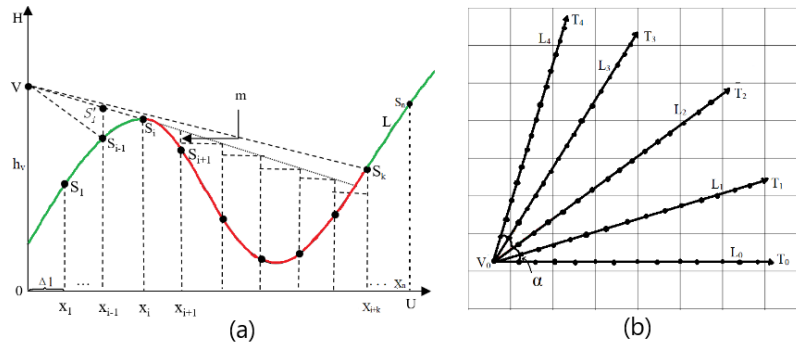 H
V
S'i
m
Sn
L
Si
Si-1
Si+1
hv
Sk
S1
Δl
...
... Xn
0
X1
...
Xi-1
Xi
Xi+1
Xi+k
U
(a)
T4
L4
T3
L3
T2
L2
T1
L1
V0
α
L0
T0
(b)